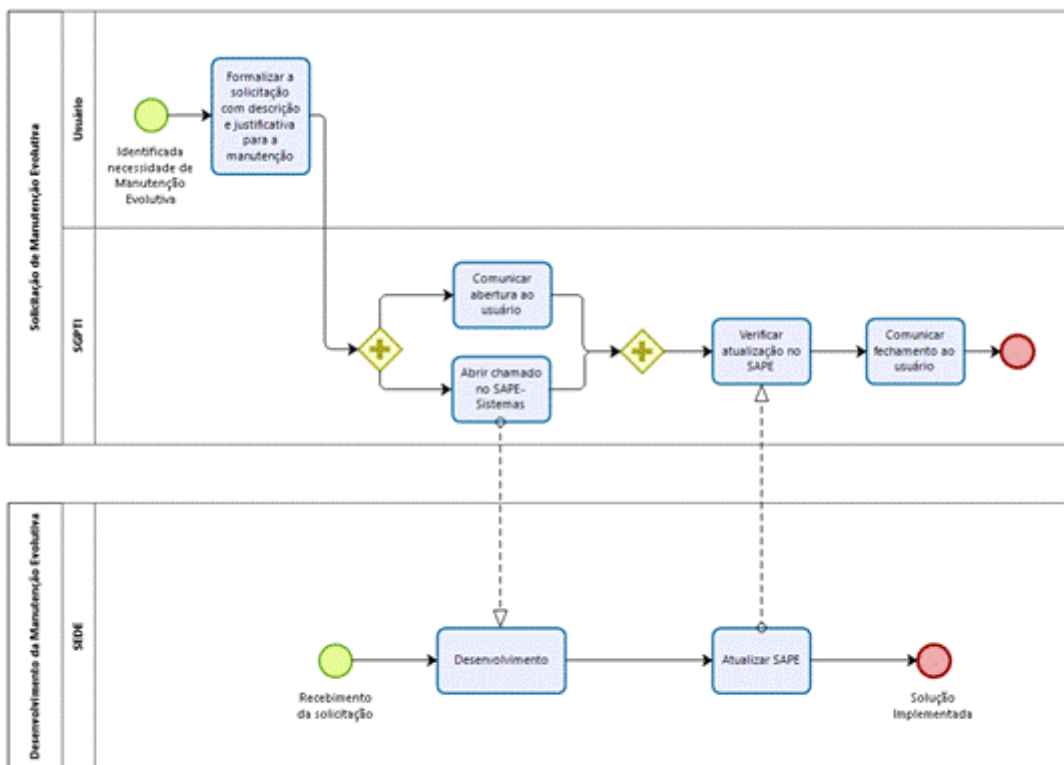 Solicitação de Manutenção Evolutiva
Usuário
Identificada
necessidade de
Manutenção
Evolutiva
Formalizar a
solicitação
com descrição
e justificativa
para a
manutenção
SGPTI
Comunicar
abertura ao
usuário
Abrir chamado
no SAPE-
Sistemas
Verificar
atualização no
SAPE
Comunicar
fechamento ao
usuário
Desenvolvimento da Manutenção Evolutiva
SEDE
Recebimento
da solicitação
Desenvolvimento
Atualizar SAPE
Solução
Implementada